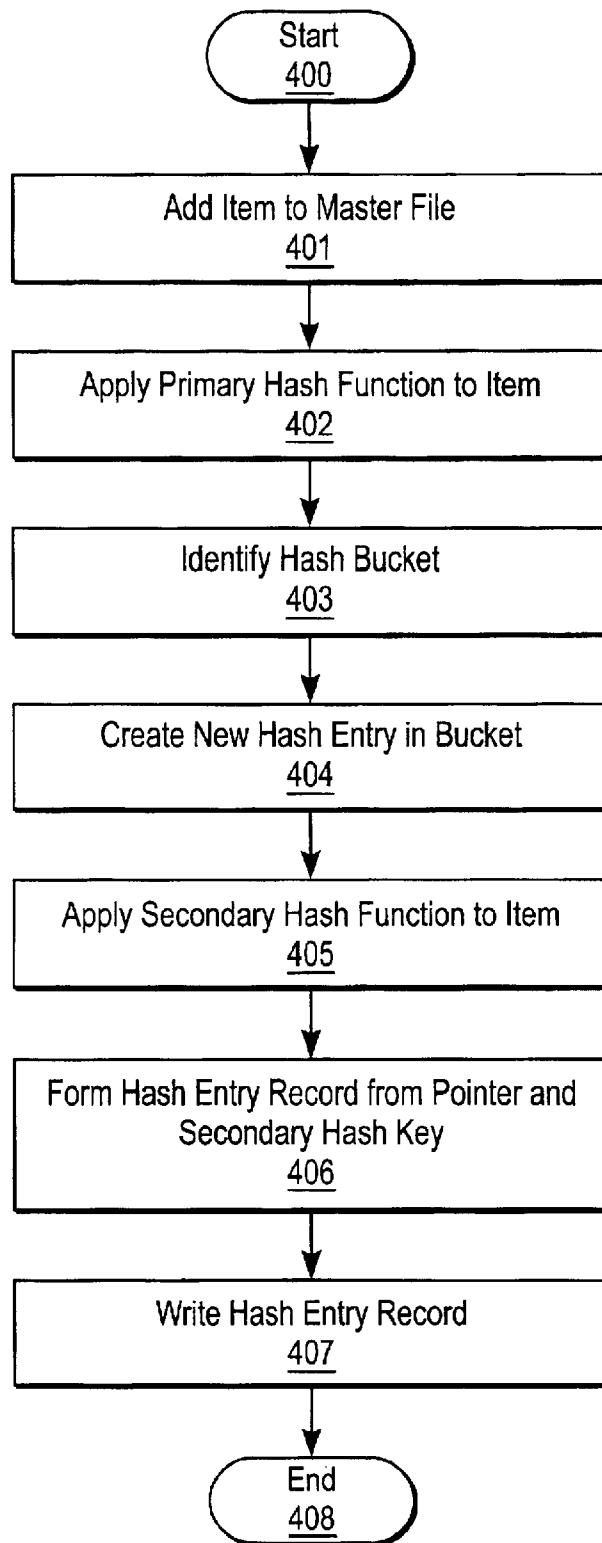 Start
400
Add Item to Master File
401
Apply Primary Hash Function to Item
402
Identify Hash Bucket
403
Create New Hash Entry in Bucket
404
Apply Secondary Hash Function to Item
405
Form Hash Entry Record from Pointer and
Secondary Hash Key
406
Write Hash Entry Record
407
End
408